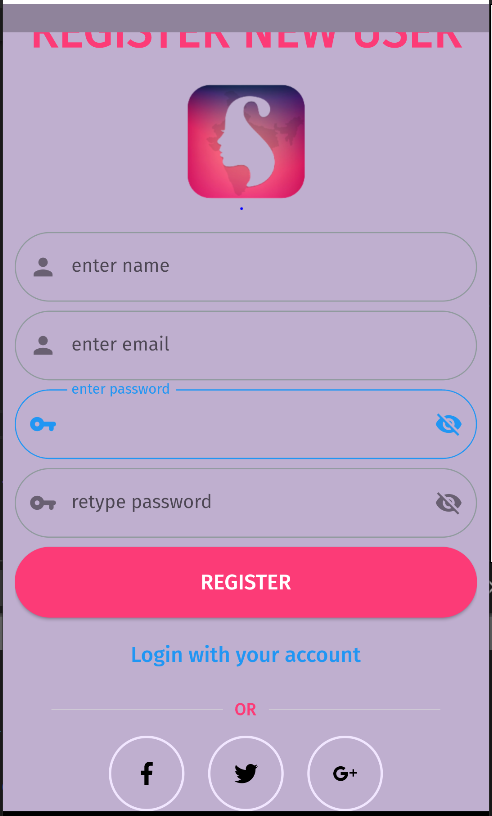 REGISTER NEW USER
enter name
enter email
enter password
retype password
REGISTER
Login with your account
OR
G+